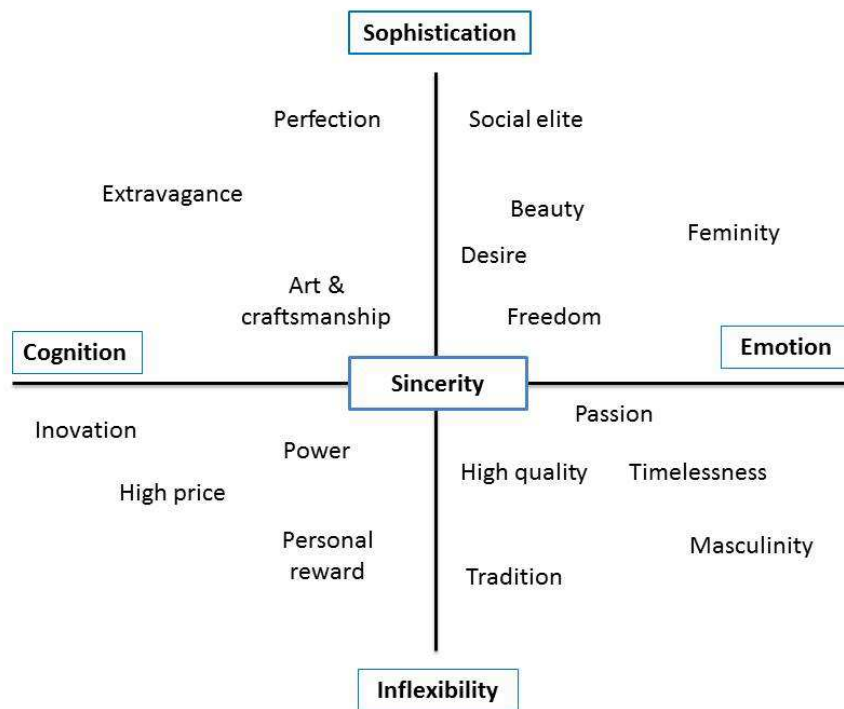 Sophistication
Perfection
Social elite
Extravagance
Beauty
Feminity
Desire
Art &
craftsmanship
Freedom
Cognition
Emotion
Sincerity
Passion
Inovation
Power
High quality
Timelessness
High price
Personal
reward
Masculinity
Tradition
Inflexibility